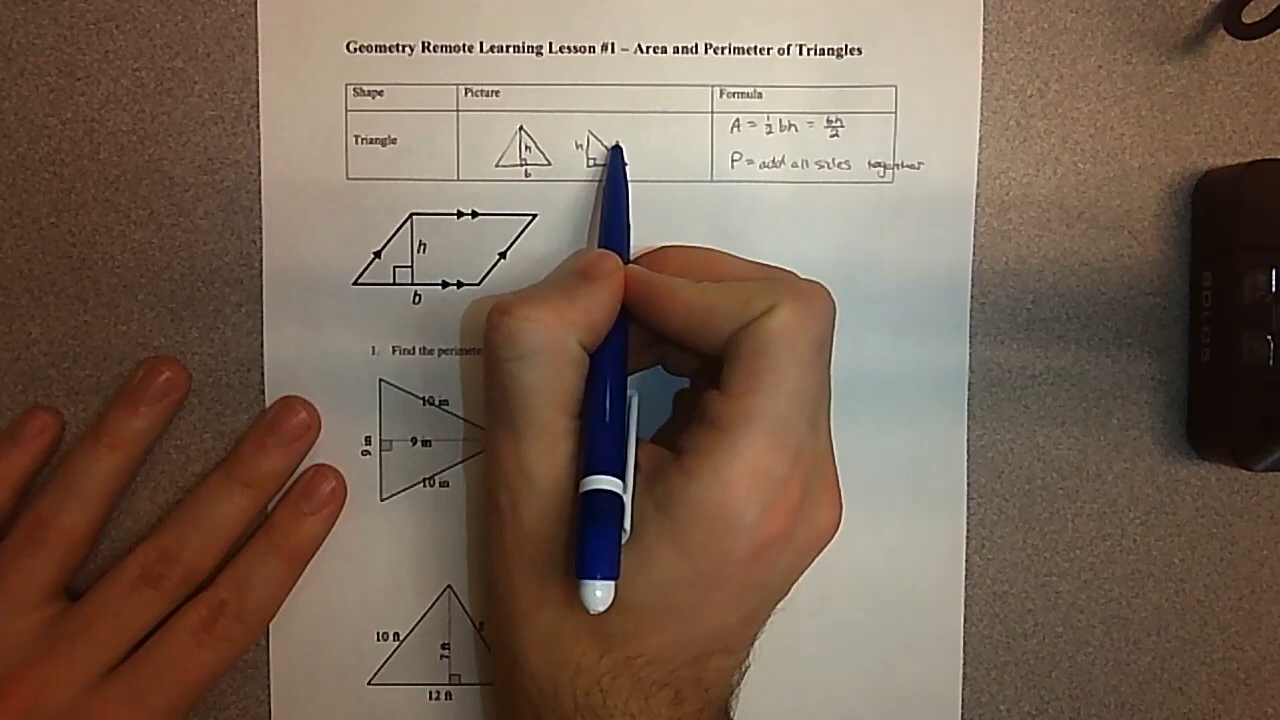 Geometry Remote Learning Lesson #1 – Area and Perimeter of Triangles
Shape Picture Formula
Triangle
h
b
h
A = 1/2 bh = bh/2
P = add all sides together
h
b
1. Find the
10 in
9 in
9 in
10 in
10 ft
7 ft
12 ft
BOLOS